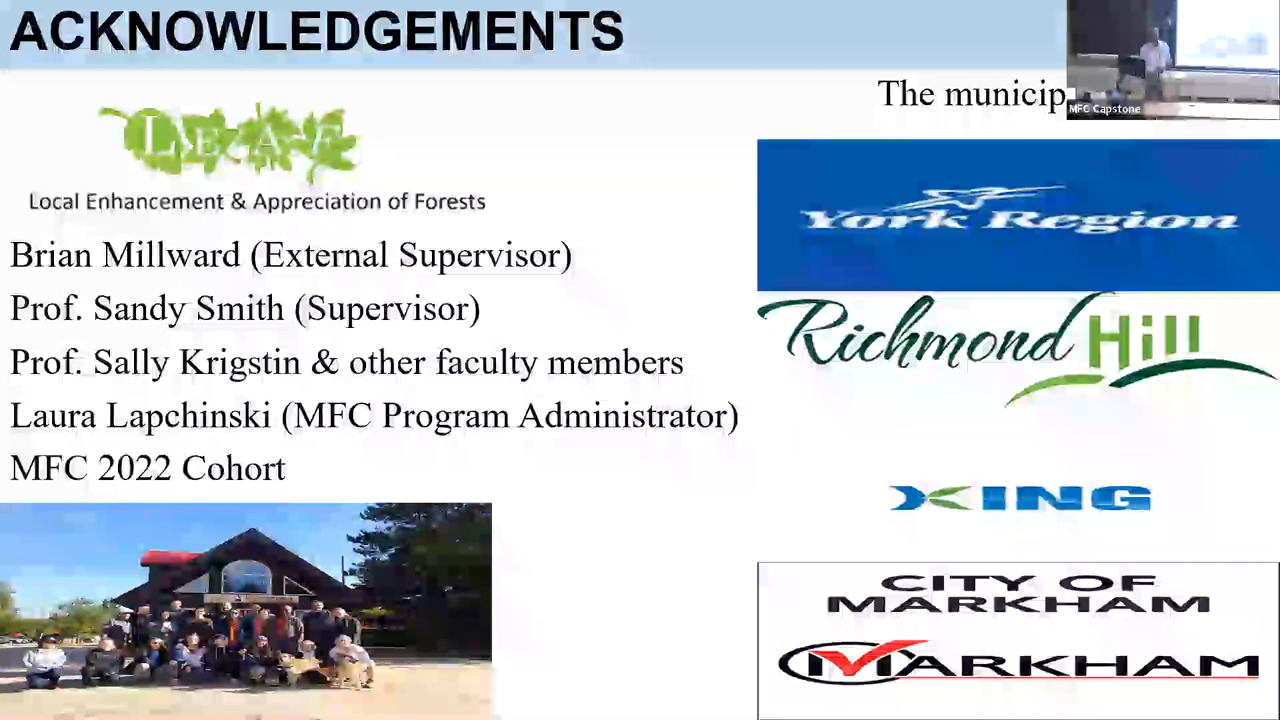 ACKNOWLEDGEMENTS
LEAF
Local Enhancement & Appreciation of Forests
Brian Millward (External Supervisor)
Prof. Sandy Smith (Supervisor)
Prof. Sally Krigstin & other faculty members
Laura Lapchinski (MFC Program Administrator)
MFC 2022 Cohort
The municip
MFC Capstone
York Region
Richmond Hill
KING
CITY OF
MARKHAM
MARKHAM